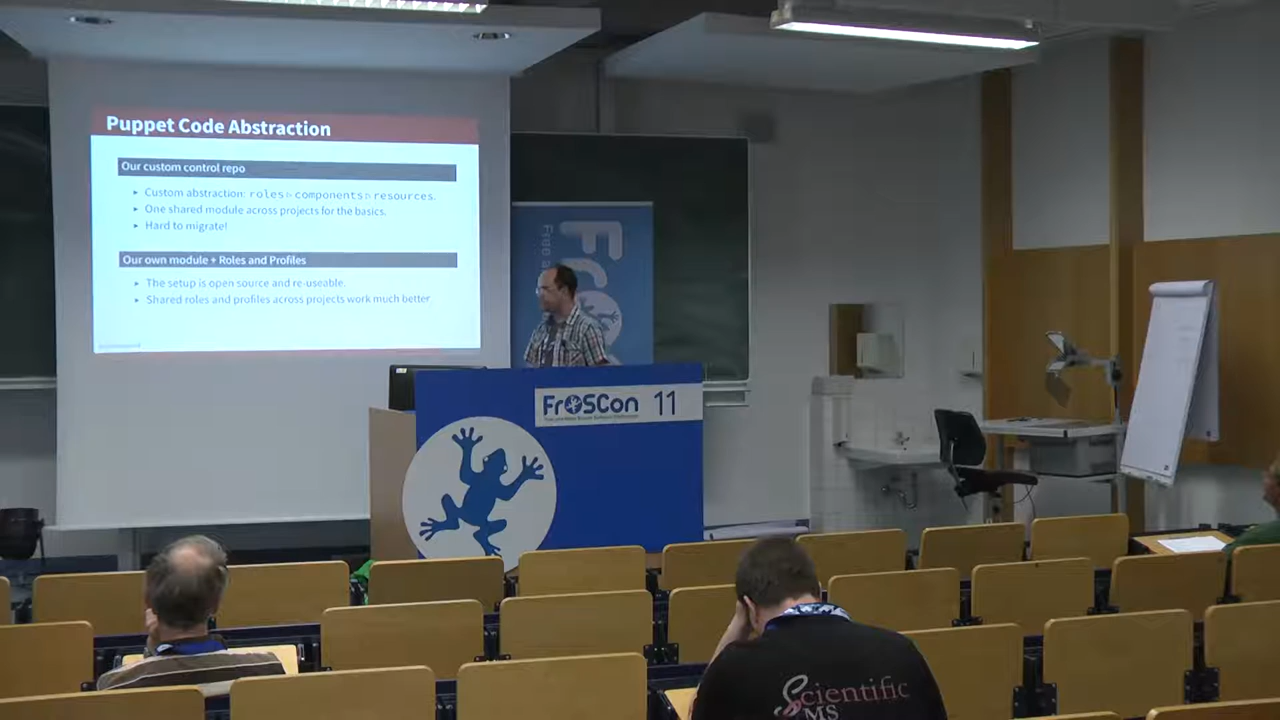 Puppet Code Abstraction
Our custom control repo
▸ Custom abstraction: roles ▹ components ▹ resources.
▸ One shared module across projects for the basics.
▸ Hard to migrate!
Our own module + Roles and Profiles
▸ The setup is open source and re-useable.
▸ Shared roles and profiles across projects work much better
FrOSCon 11
Scientific
MS